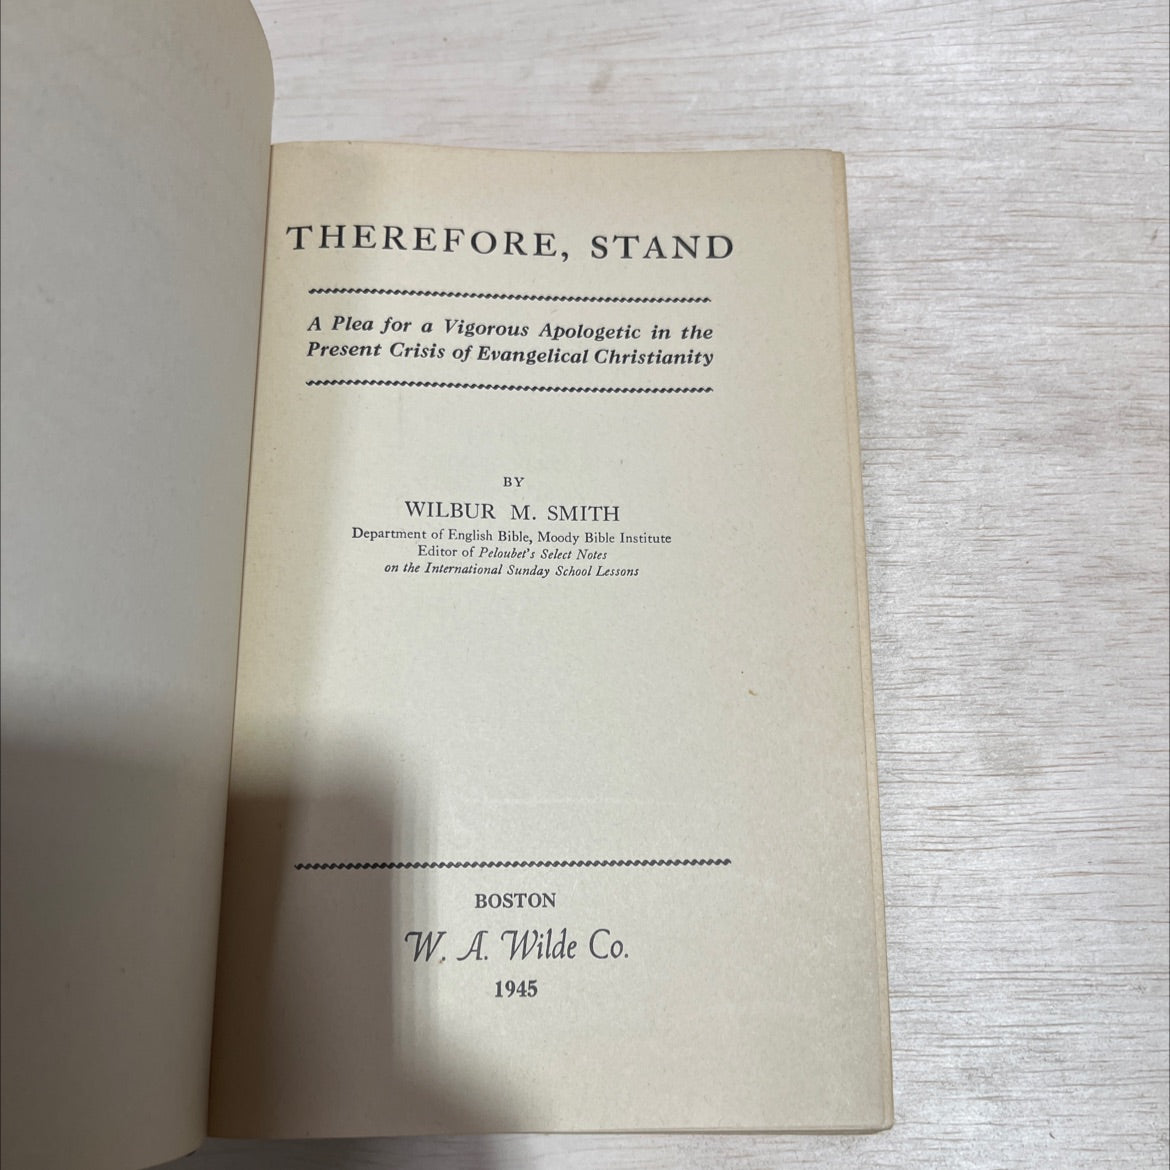 THEREFORE, STAND
A Plea for a Vigorous Apologetic in the
Present Crisis of Evangelical Christianity
BY
WILBUR M. SMITH
Department of English Bible, Moody Bible Institute
Editor of Peloubet's Select Notes
on the International Sunday School Lessons
BOSTON
W. A. Wilde Co.
1945